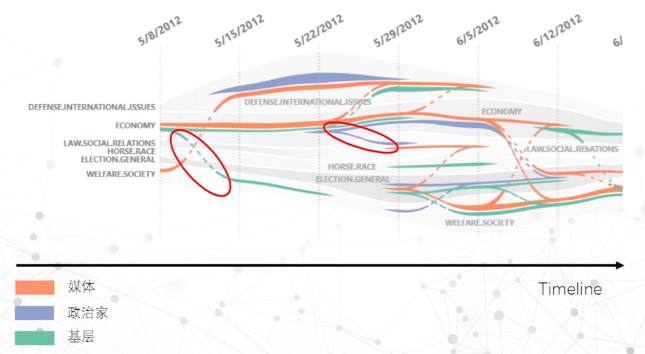 5/8/2012
5/15/2012
5/22/2012
5/29/2012
6/5/2012
6/12/2012
6/
DEFENSE.INTERNATIONAL.ISSUES
DEFENSE.INTERNATIONAL.ISSUES
ECONOMY
ECONOMY
LAW.SOCIAL.RELATIONS
LAW.SOCIAL.RELATIONS
HORSE.RACE
ELECTION.GENERAL
HORSE.RACE
WELFARE.SOCIETY
ELECTION.GENERAL
WELFARE.SOCIETY
Timeline
媒体
政治家
基层